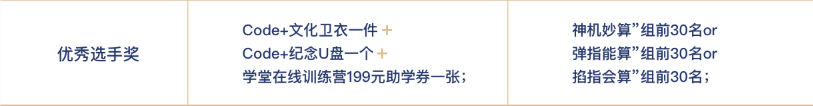 优秀选手奖
Code+文化卫衣一件 +
Code+纪念U盘一个 +
学堂在线训练营199元助学券一张；
神机妙算”组前30名or
弹指能算”组前30名or
掐指会算”组前30名；